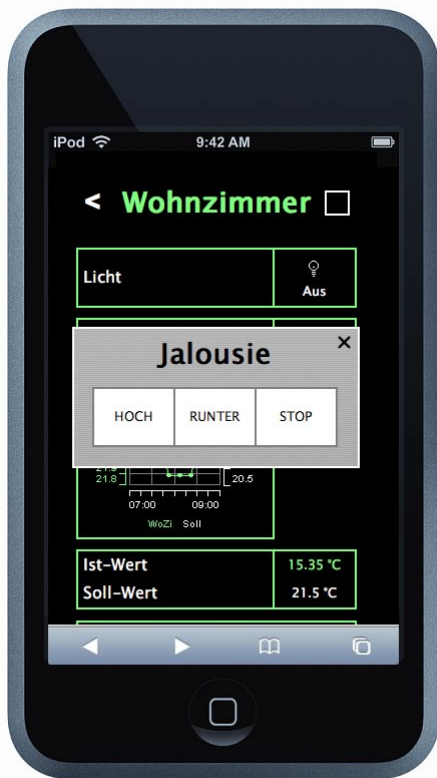 iPod 9:42 AM
< Wohnzimmer
Licht
Aus
Jalousie ×
HOCH RUNTER STOP
21.8 20.5
07:00 09:00
WoZi Soll
Ist-Wert 15.35 °C
Soll-Wert 21.5 °C